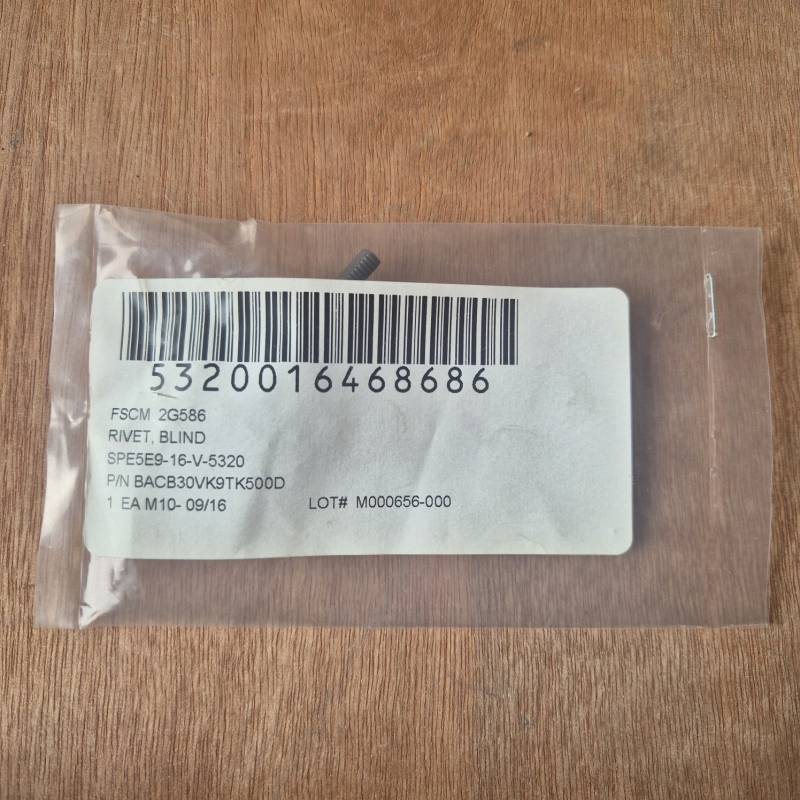 5320016468686
FSCM 2G586
RIVET, BLIND
SPE5E9-16-V-5320
P/N BACB30VK9TK500D
1 EA M10- 09/16 LOT# M000656-000